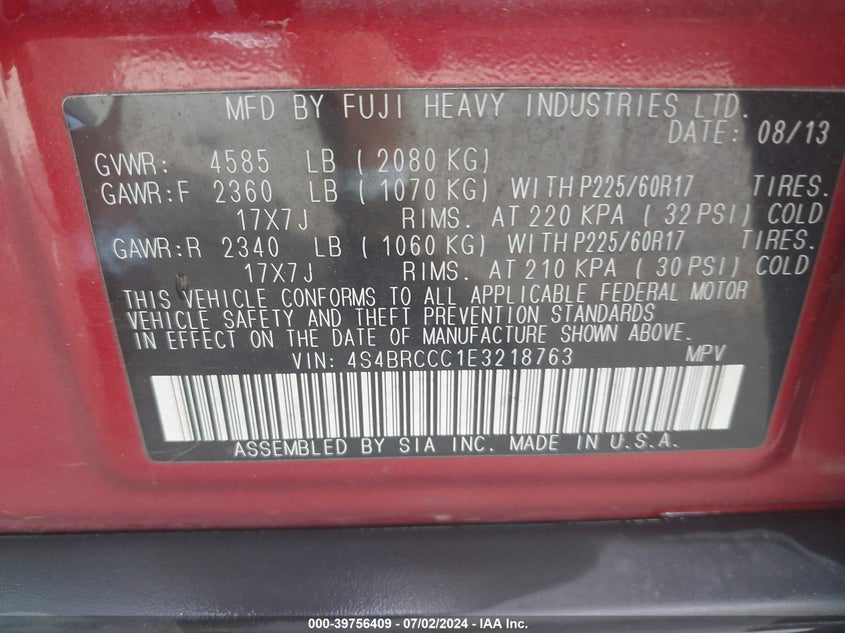 MFD BY FUJI HEAVY INDUSTRIES LTD.
DATE: 08/13
GVWR: 4585 LB ( 2080 KG)
GAWR:F 2360 LB ( 1070 KG) WITH P225/60R17 TIRES.
17X7J RIMS. AT 220 KPA ( 32 PSI) COLD
GAWR:R 2340 LB ( 1060 KG) WITH P225/60R17 TIRES.
17X7J RIMS. AT 210 KPA ( 30 PSI) COLD
THIS VEHICLE CONFORMS TO ALL APPLICABLE FEDERAL MOTOR
VEHICLE SAFETY AND THEFT PREVENTION STANDARDS
IN EFFECT ON THE DATE OF MANUFACTURE SHOWN ABOVE.
VIN: 4S4BRCCC1E3218763 MPV
ASSEMBLED BY SIA INC. MADE IN U.S.A.
000-39756409 - 07/02/2024 - IAA Inc.